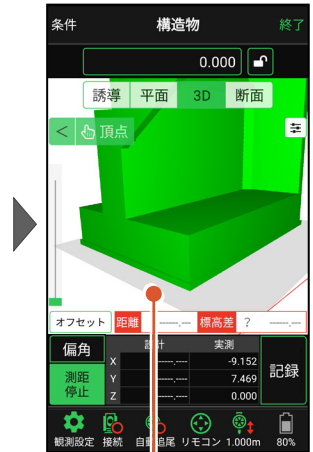 条件 構造物 終了
0.000
誘導 平面 3D 断面
< 頂点
オフセット 距離 ----.--- 標高差 ? ----.---
偏角 設計 実測
X ----.---- -9.152
測距停止 Y ----.---- 7.469 記録
Z ----.---- 0.000
観測設定 接続 自動追尾 リモコン 1.000m 80%